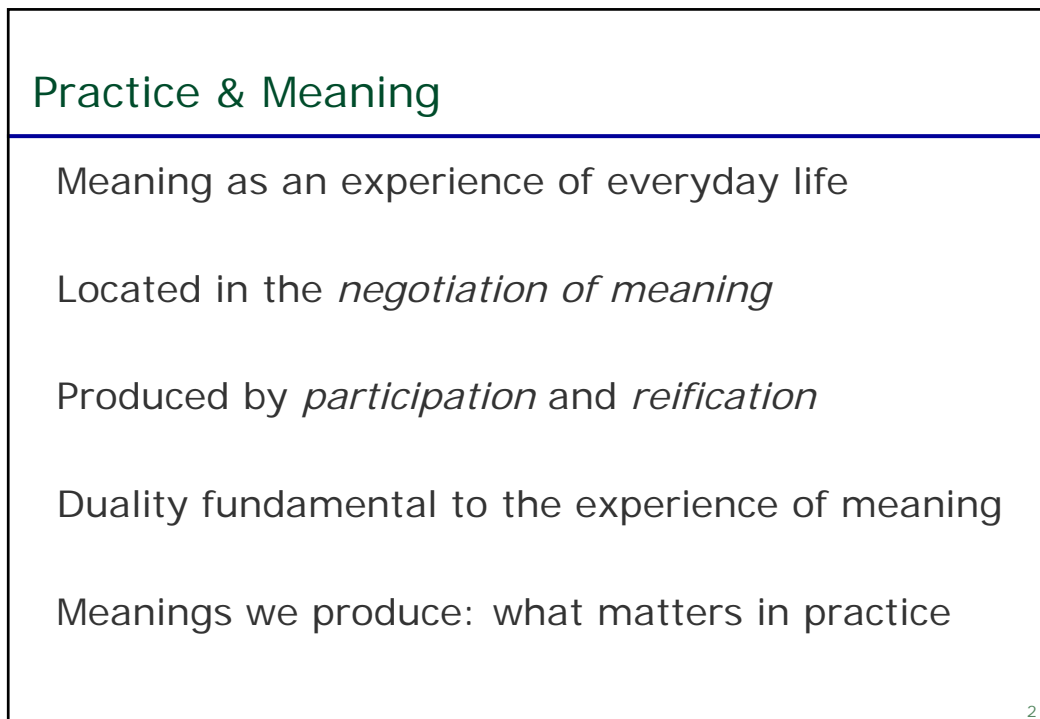 Practice & Meaning
Meaning as an experience of everyday life
Located in the negotiation of meaning
Produced by participation and reification
Duality fundamental to the experience of meaning
Meanings we produce: what matters in practice
2